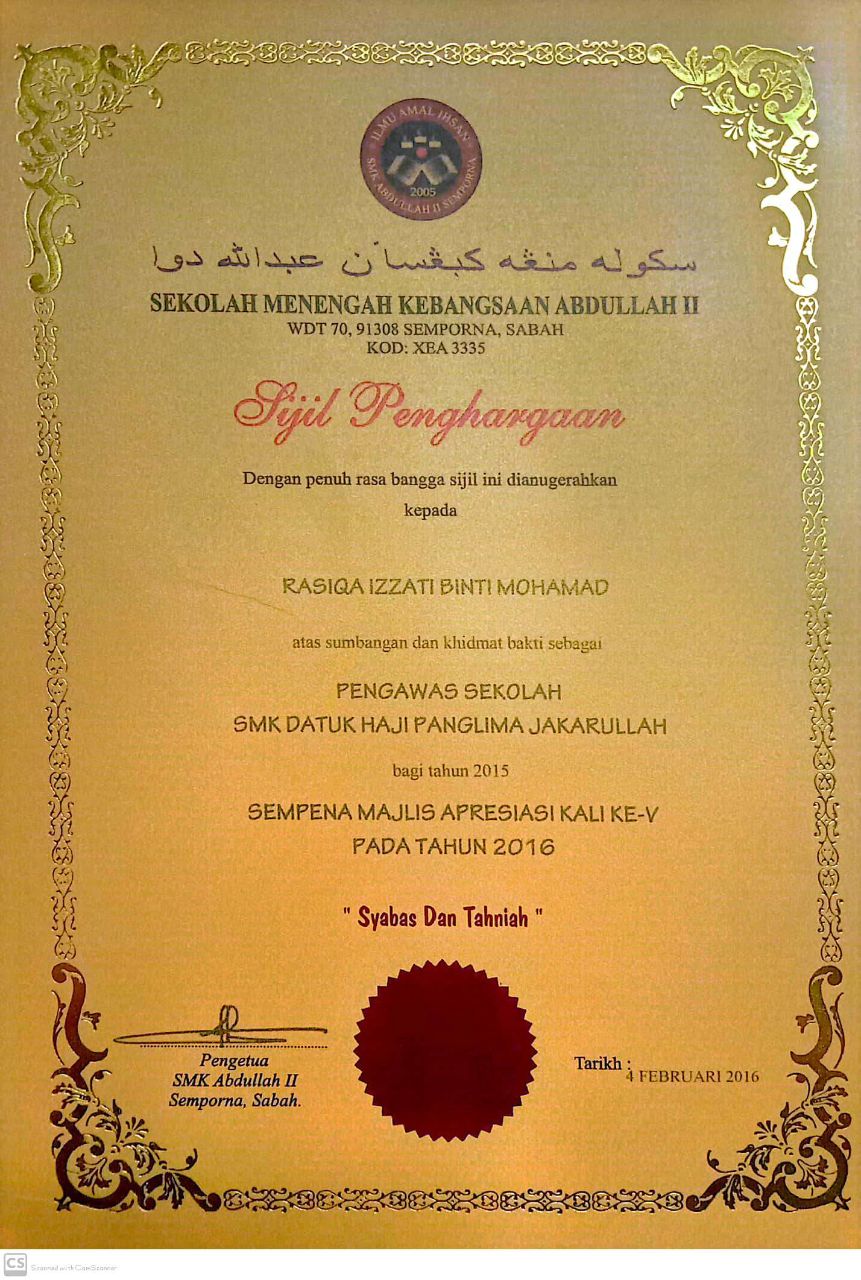 ILMU AMAL IHSAN
2005
SMK ABDULLAH II SEMPORNA
سكوله منڠه كبڠساءن عبدالله دوا
SEKOLAH MENENGAH KEBANGSAAN ABDULLAH II
WDT 70, 91308 SEMPORNA, SABAH
KOD: XEA 3335
Sijil Penghargaan
Dengan penuh rasa bangga sijil ini dianugerahkan
kepada
RASIQA IZZATI BINTI MOHAMAD
atas sumbangan dan khidmat bakti sebagai
PENGAWAS SEKOLAH
SMK DATUK HAJI PANGLIMA JAKARULLAH
bagi tahun 2015
SEMPENA MAJLIS APRESIASI KALI KE-V
PADA TAHUN 2016
" Syabas Dan Tahniah "
Pengetua
SMK Abdullah II
Semporna, Sabah.
Tarikh :
4 FEBRUARI 2016
CS Scanned with CamScanner